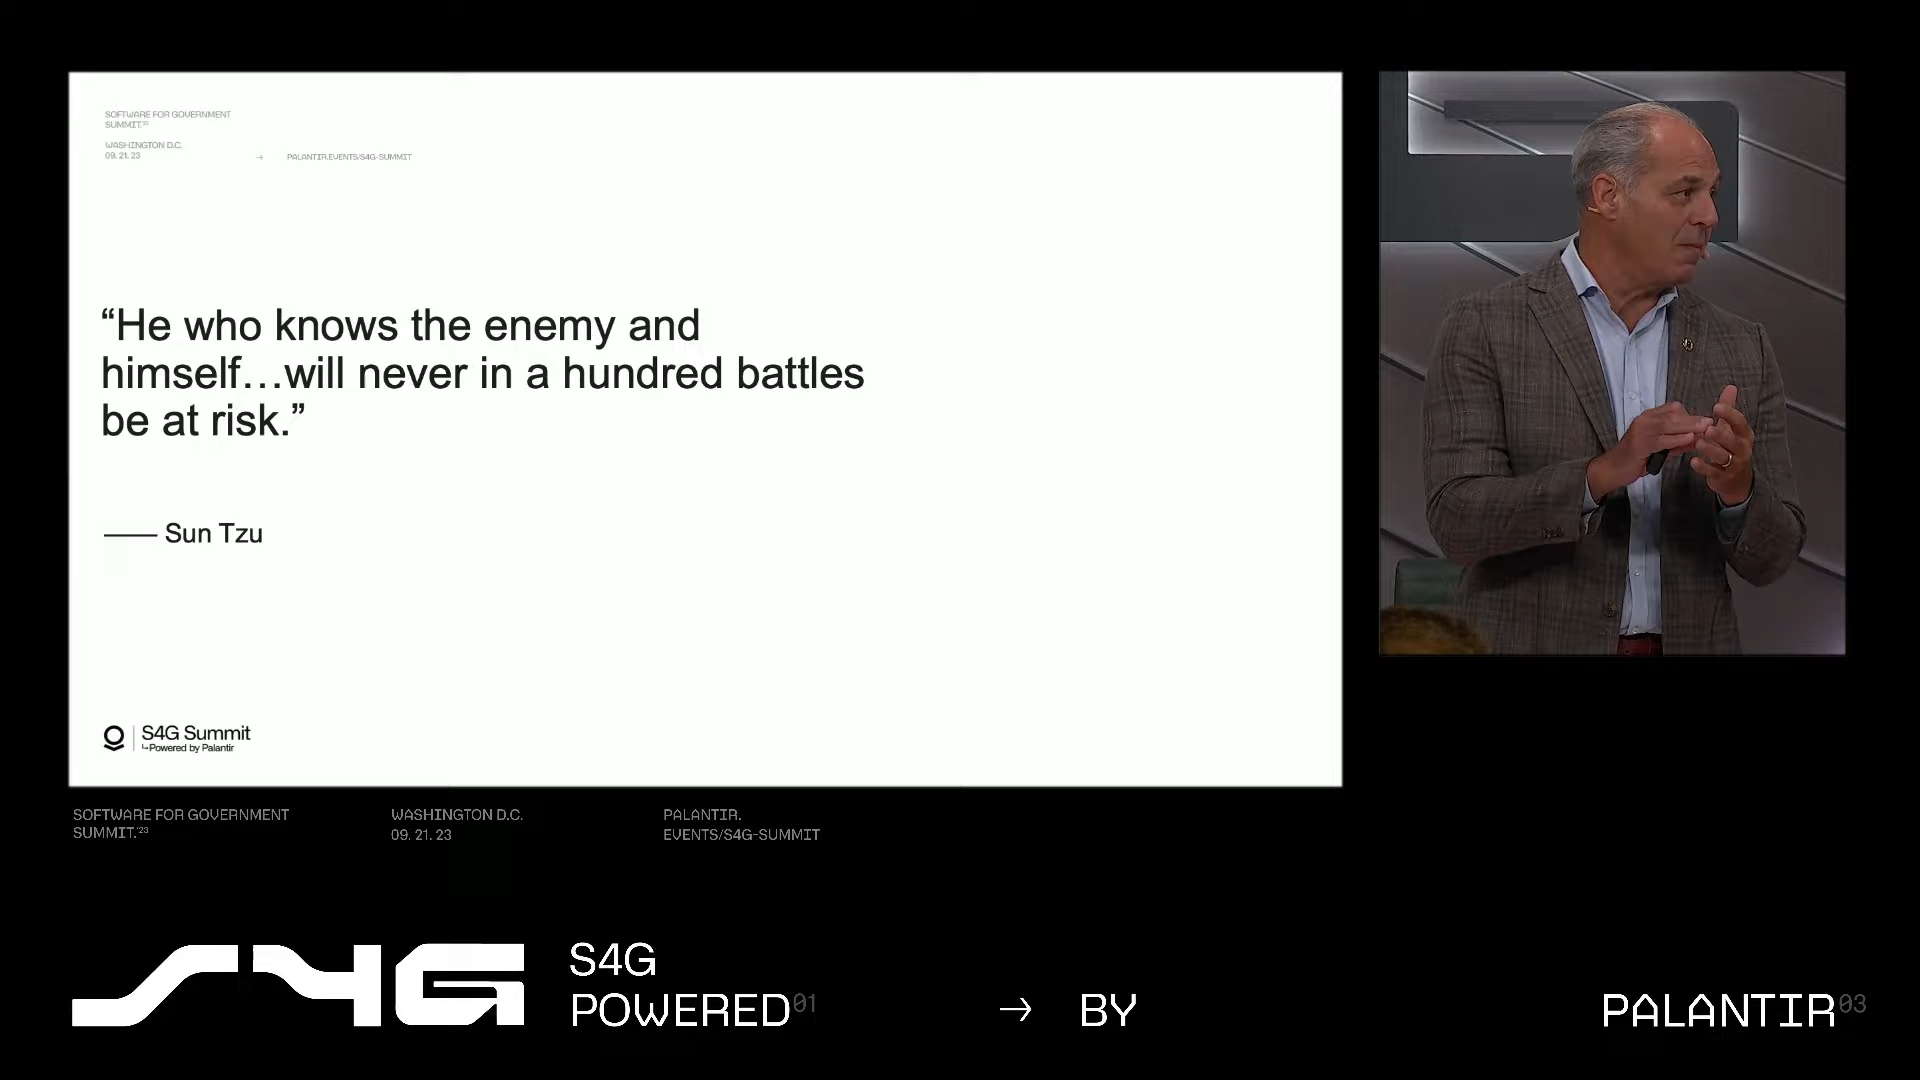 SOFTWARE FOR GOVERNMENT
SUMMIT.'23
WASHINGTON D.C.
09. 21. 23
→ PALANTIR.EVENTS/S4G-SUMMIT
“He who knows the enemy and
himself…will never in a hundred battles
be at risk.”
—— Sun Tzu
S4G Summit
↳Powered by Palantir
SOFTWARE FOR GOVERNMENT
SUMMIT.'23
WASHINGTON D.C.
09. 21. 23
PALANTIR.
EVENTS/S4G-SUMMIT
S4G
S4G
POWERED01 → BY PALANTIR03